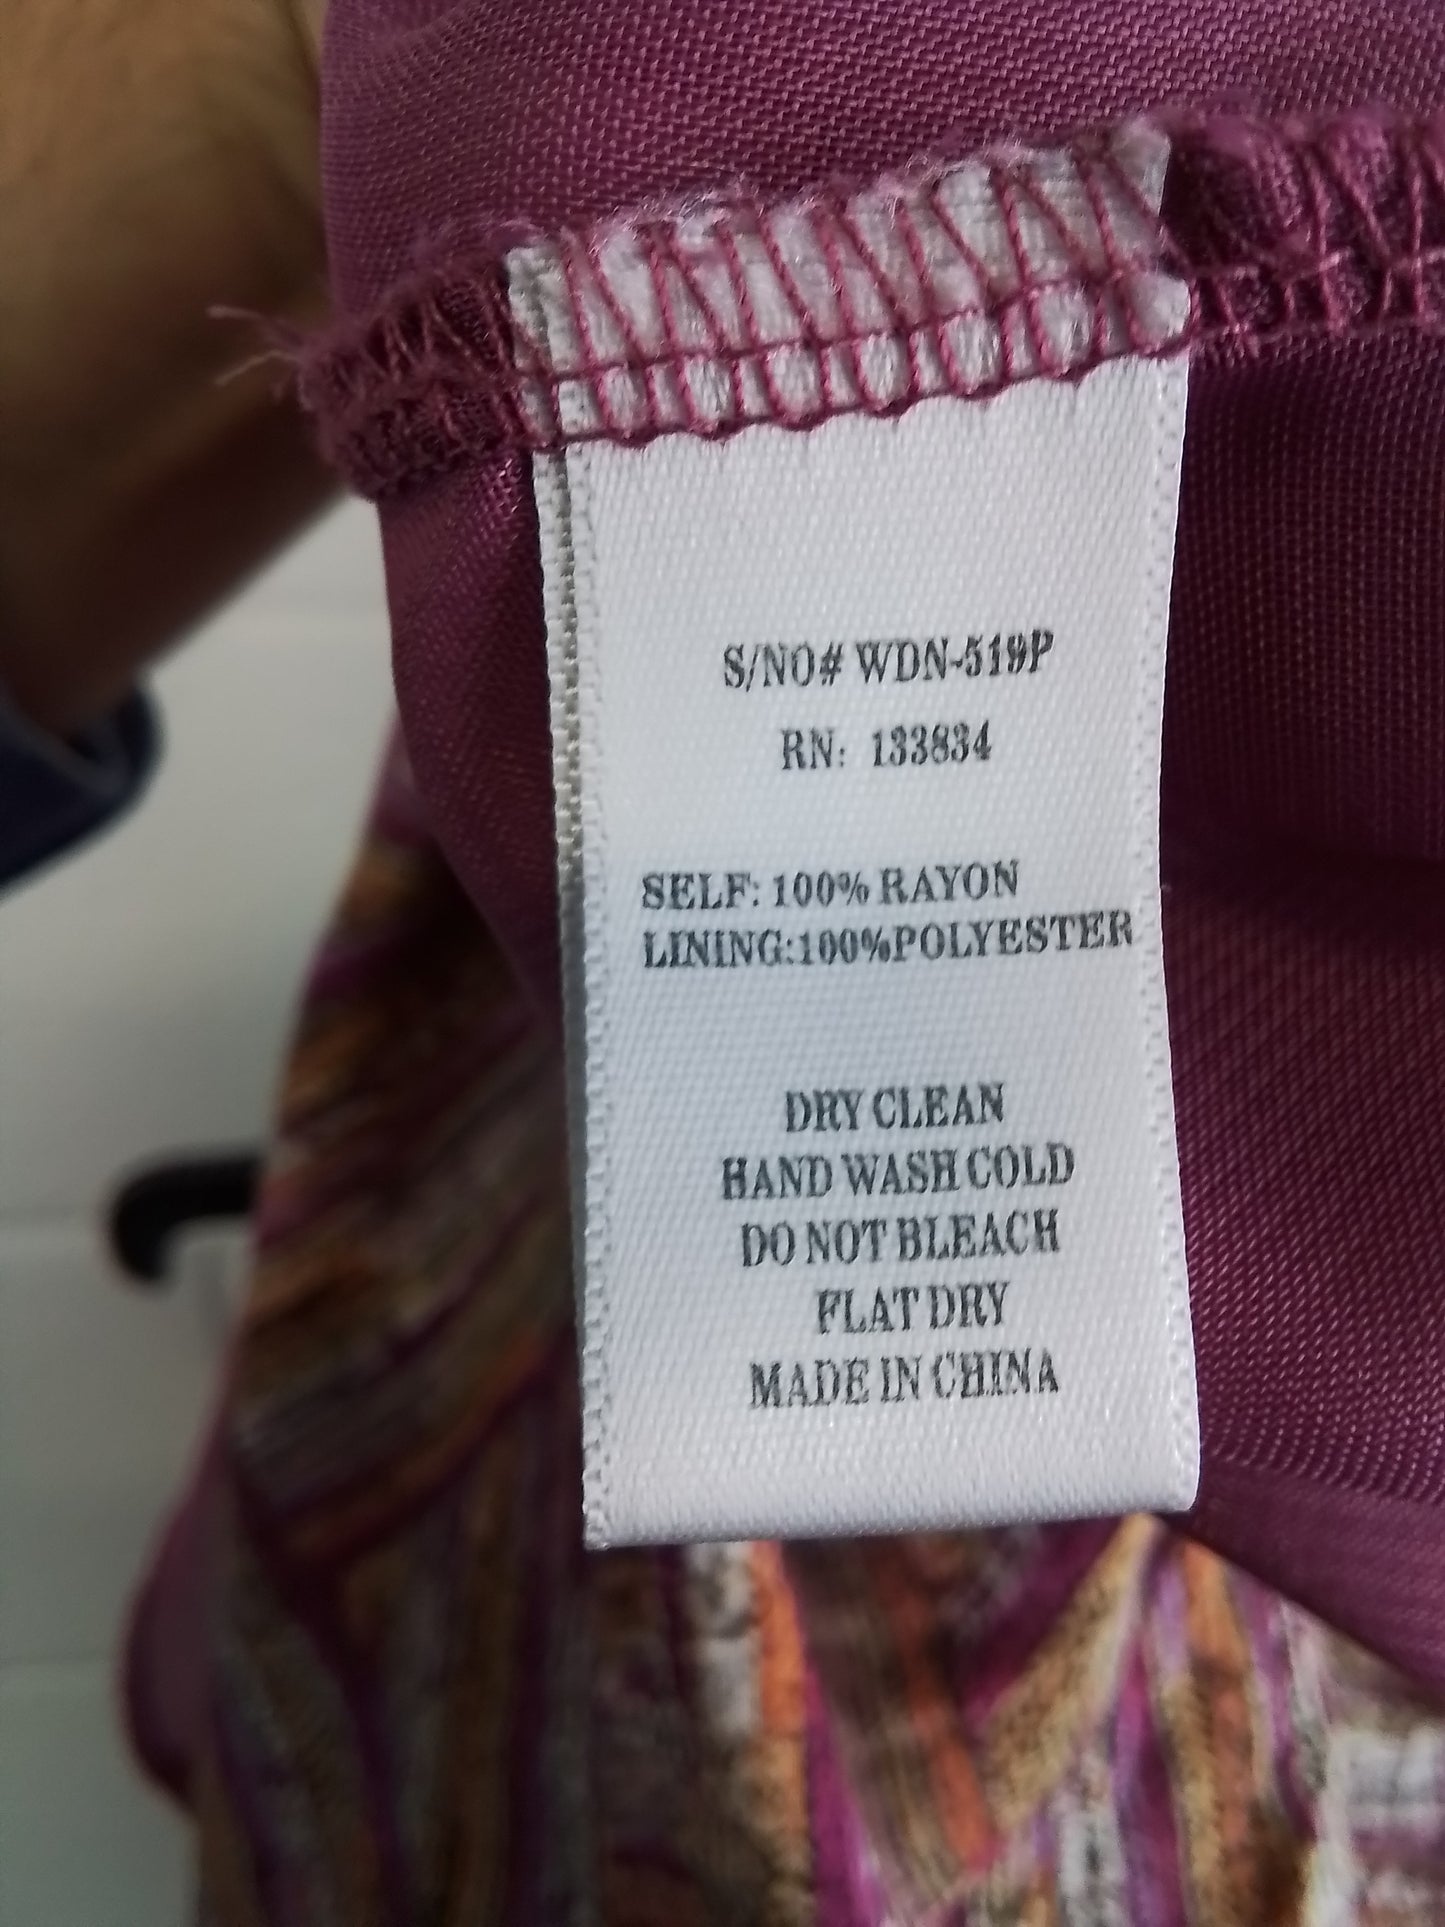 S/NO# WDN-519P
RN: 133834
SELF: 100% RAYON
LINING:100%POLYESTER
DRY CLEAN
HAND WASH COLD
DO NOT BLEACH
FLAT DRY
MADE IN CHINA